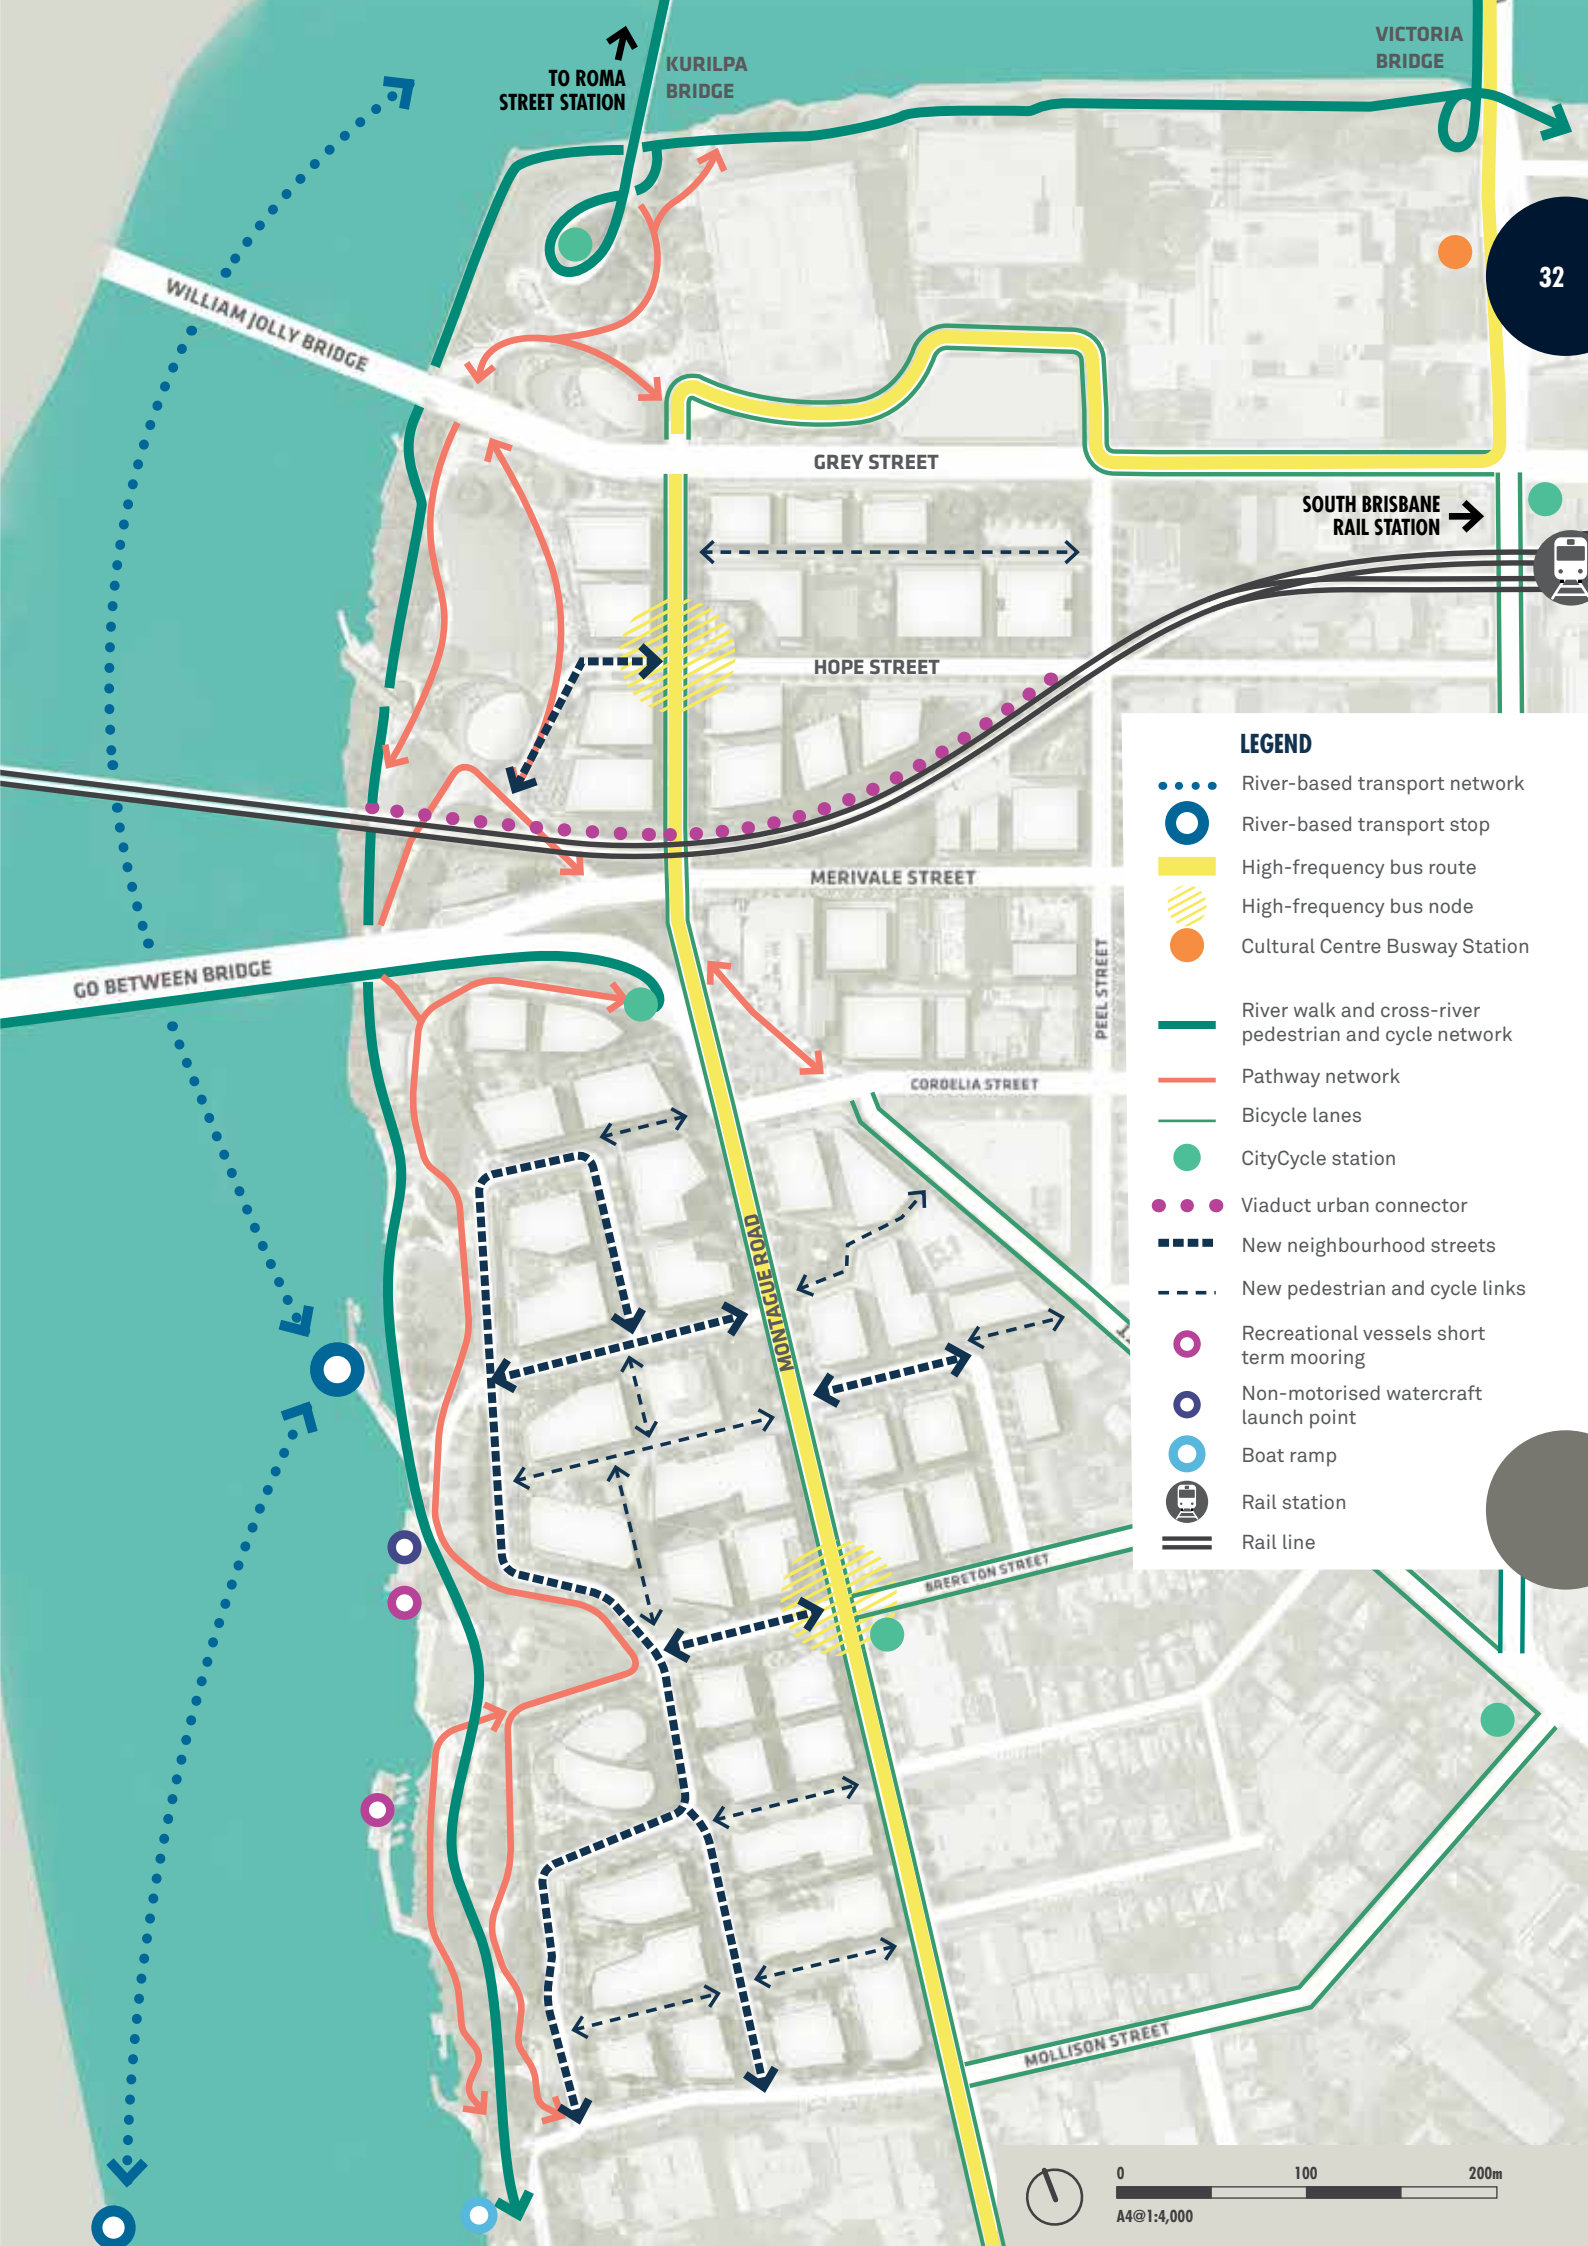 VICTORIA
BRIDGE
KURILPA
BRIDGE
TO ROMA
STREET STATION
32
WILLIAM JOLLY BRIDGE
GREY STREET
SOUTH BRISBANE
RAIL STATION
HOPE STREET
MERIVALE STREET
PEEL STREET
GO BETWEEN BRIDGE
CORDELIA STREET
MONTAGUE ROAD
BRERETON STREET
MOLLISON STREET
LEGEND
River-based transport network
River-based transport stop
High-frequency bus route
High-frequency bus node
Cultural Centre Busway Station
River walk and cross-river
pedestrian and cycle network
Pathway network
Bicycle lanes
CityCycle station
Viaduct urban connector
New neighbourhood streets
New pedestrian and cycle links
Recreational vessels short
term mooring
Non-motorised watercraft
launch point
Boat ramp
Rail station
Rail line
0 100 200m
A4@1:4,000